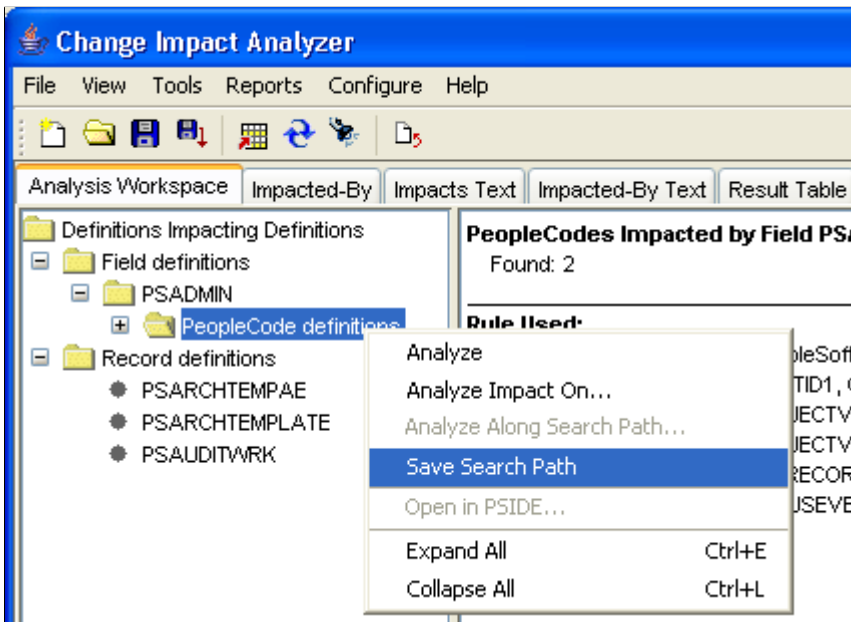 Change Impact Analyzer
File View Tools Reports Configure Help
Analysis Workspace Impacted-By Impacts Text Impacted-By Text Result Table
Definitions Impacting Definitions
Field definitions
PSADMIN
PeopleCode definitions
Record definitions
PSARCHTEMPAE
PSARCHTEMPLATE
PSAUDITWRK
PeopleCodes Impacted by Field
Found: 2
Rule Used:
Analyze
Analyze Impact On...
Analyze Along Search Path...
Save Search Path
Open in PSIDE...
Expand All Ctrl+E
Collapse All Ctrl+L